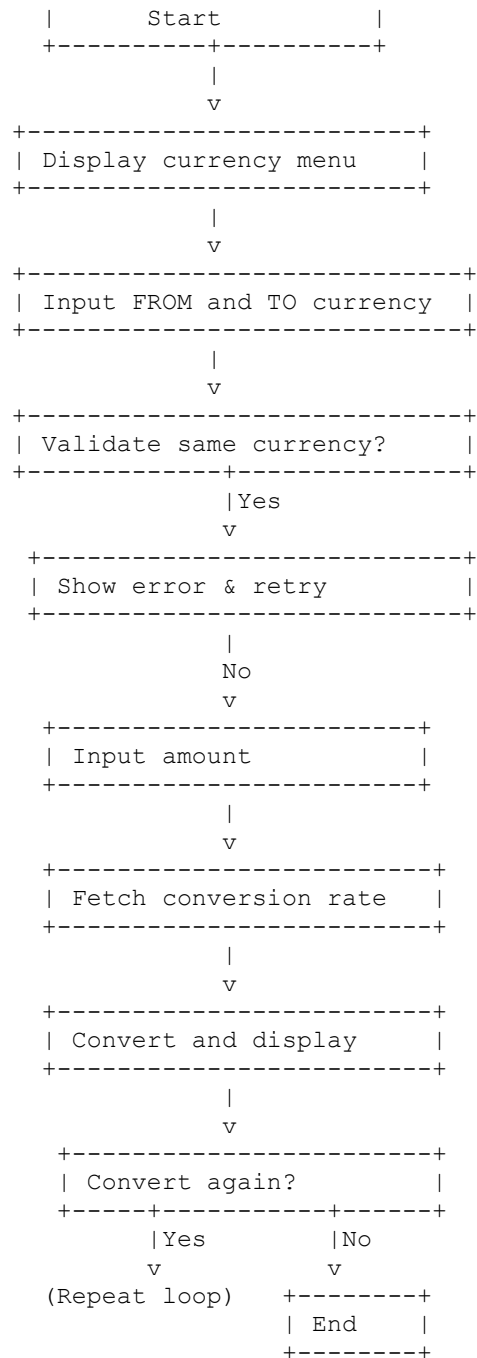 Start
Display currency menu
Input FROM and TO currency
Validate same currency?
Yes
Show error & retry
No
Input amount
Fetch conversion rate
Convert and display
Convert again?
Yes No
(Repeat loop)
End